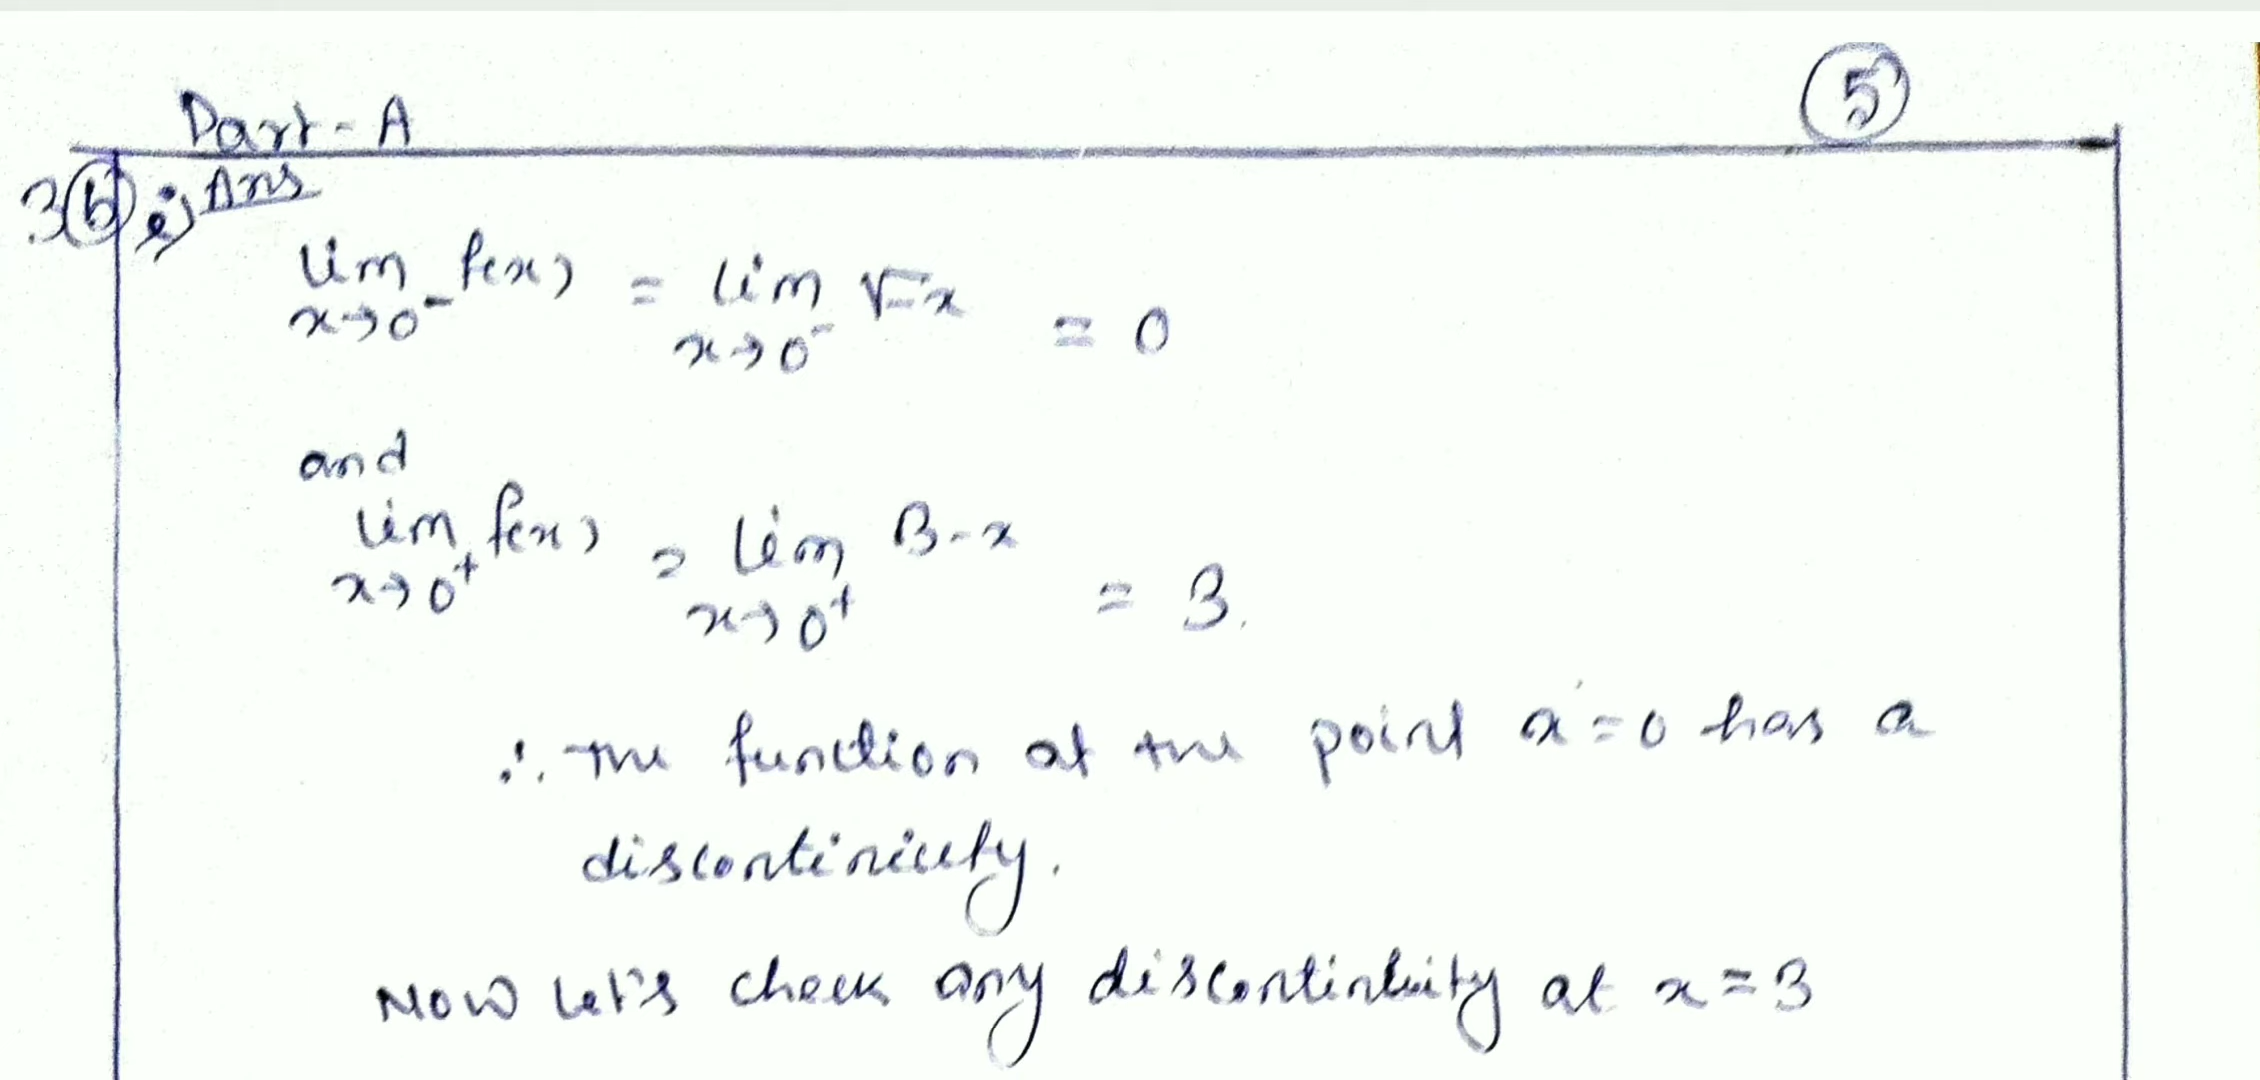 Part-A
5
3(b) i) Ans
lim x→0⁻ f(x) = lim x→0⁻ √-x = 0
and
lim x→0⁺ f(x) = lim x→0⁺ 3-x = 3.
∴ The function at the point x=0 has a
discontinuity.
Now let's check any discontinuity at x=3